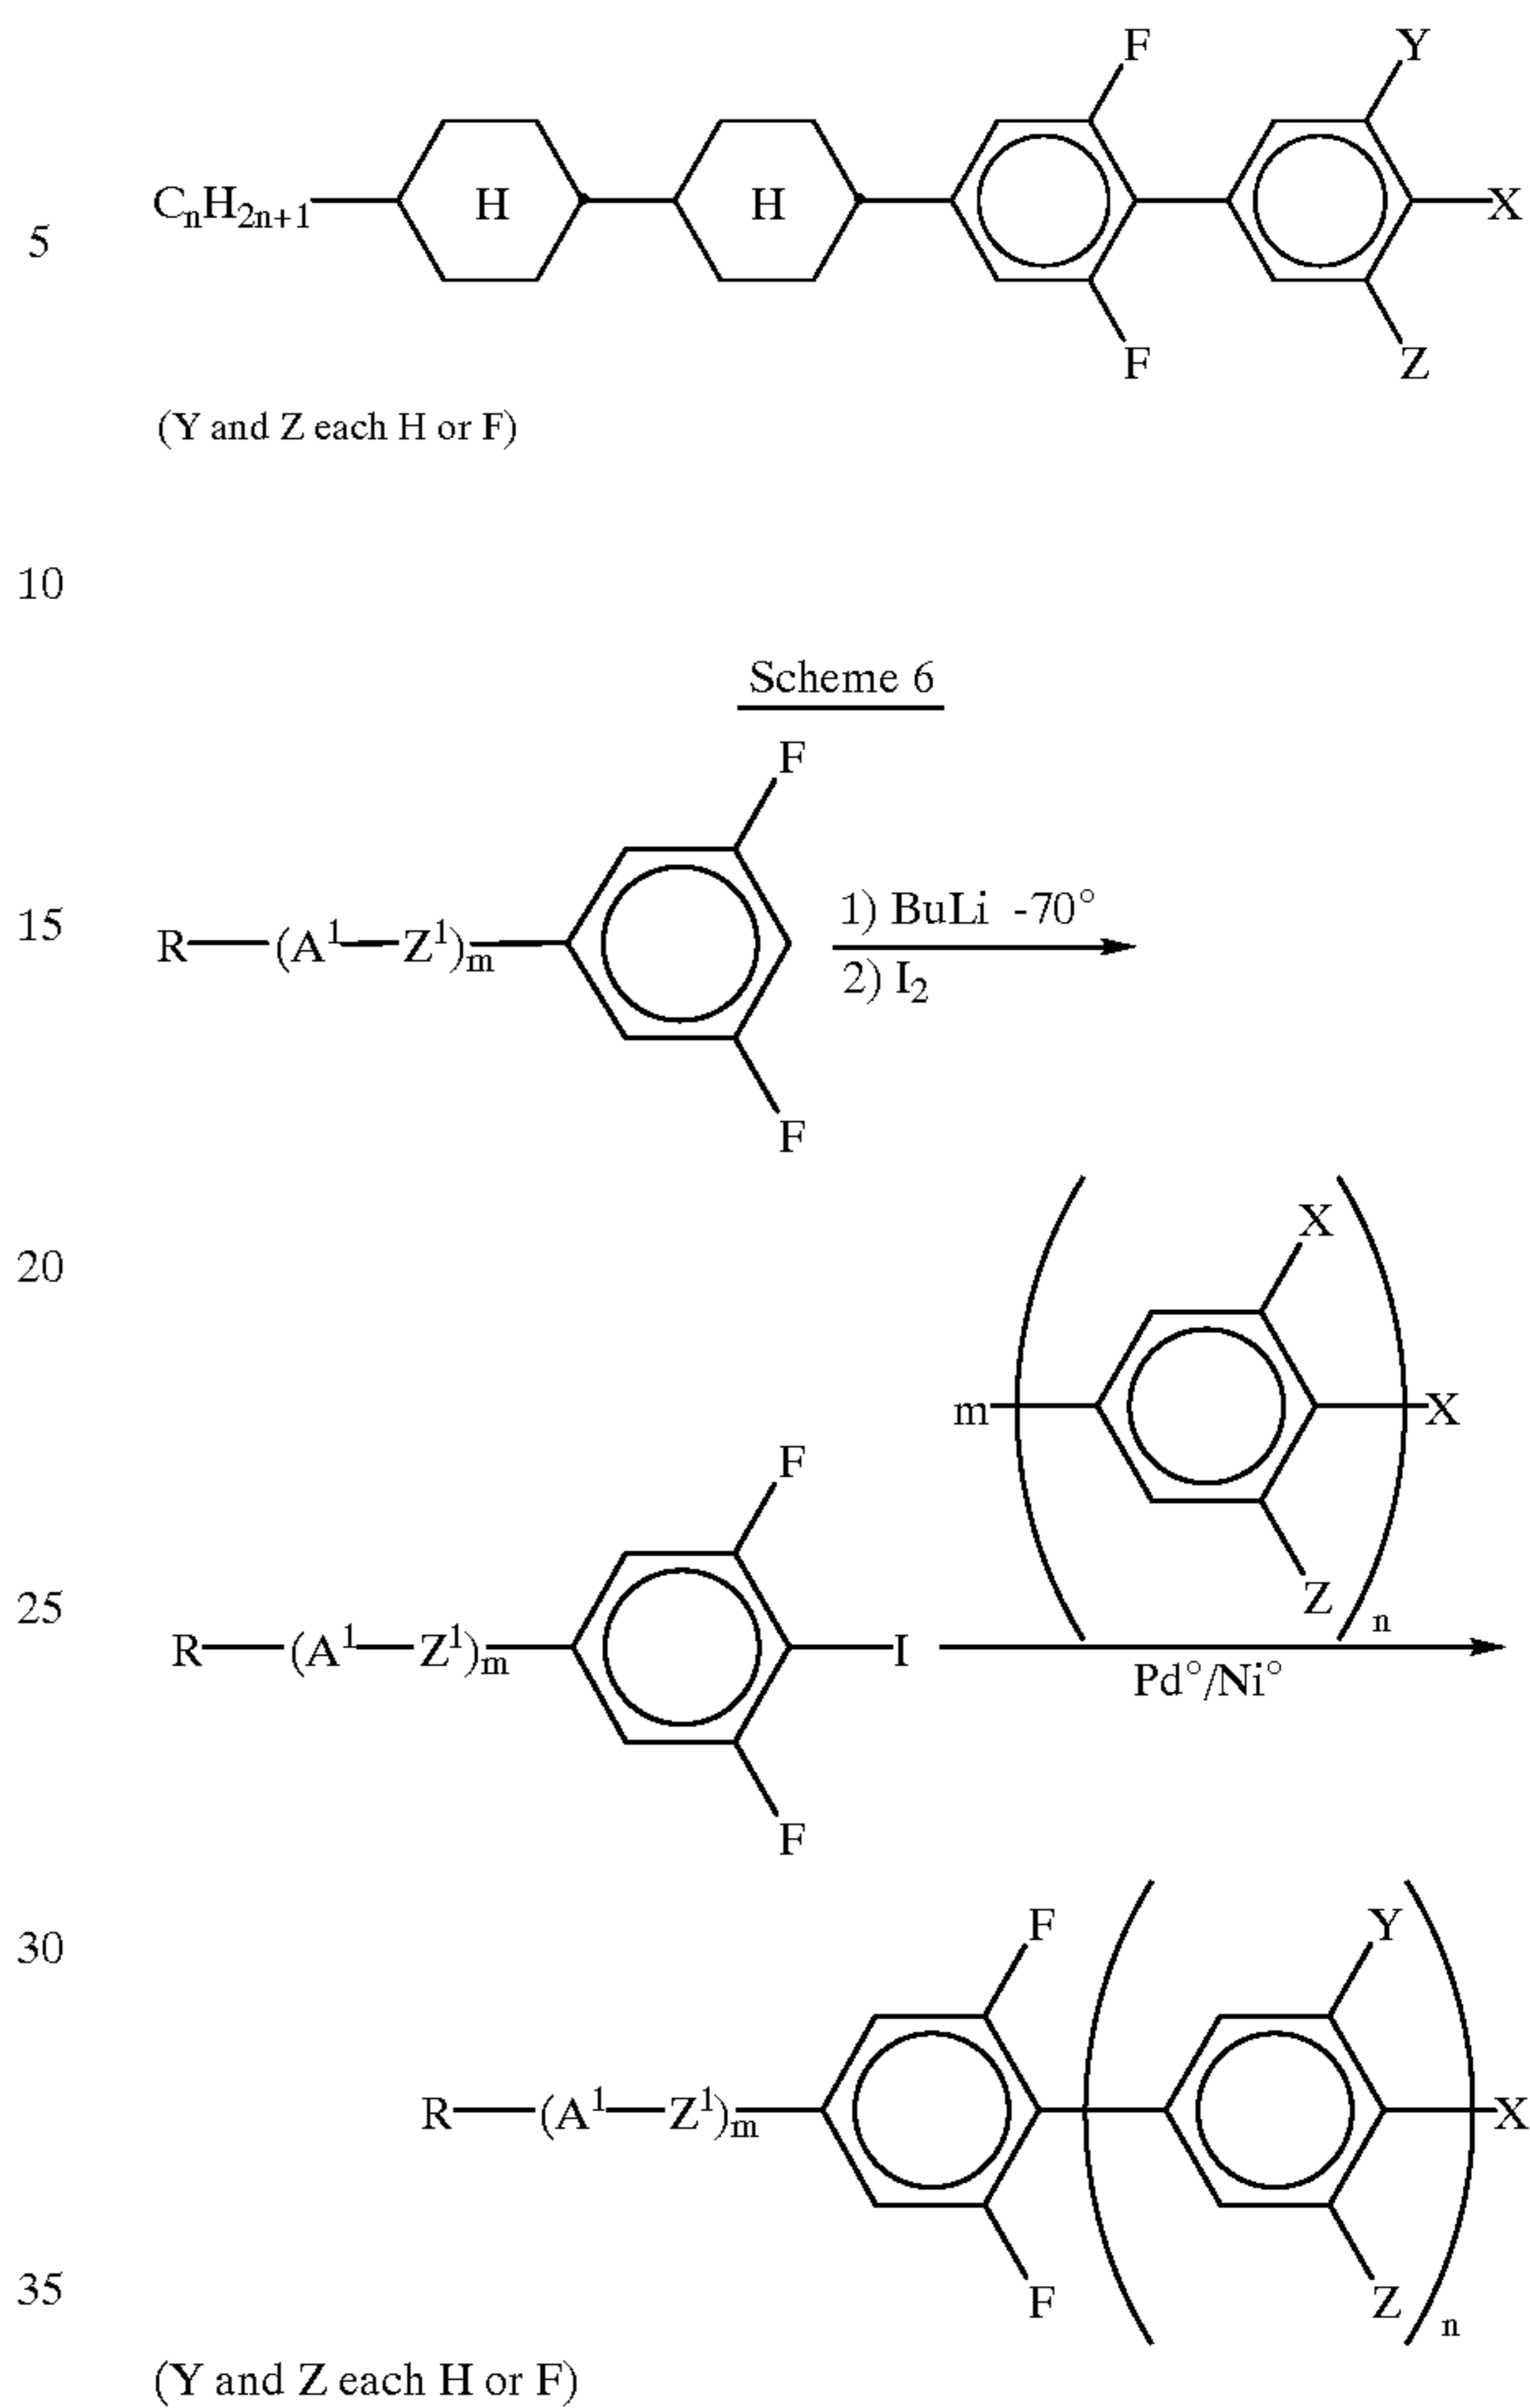 F Y
CₙH₂ₙ₊₁ H H X
5
F Z
(Y and Z each H or F)
10
Scheme 6
F
1) BuLi -70°
15
R (A¹ Z¹)ₘ
2) I₂
F
X
20
m X
F
Z
25
n
R (A¹ Z¹)ₘ I
Pd°/Ni°
F
F Y
30
R (A¹ Z¹)ₘ X
35
F Z
n
(Y and Z each H or F)